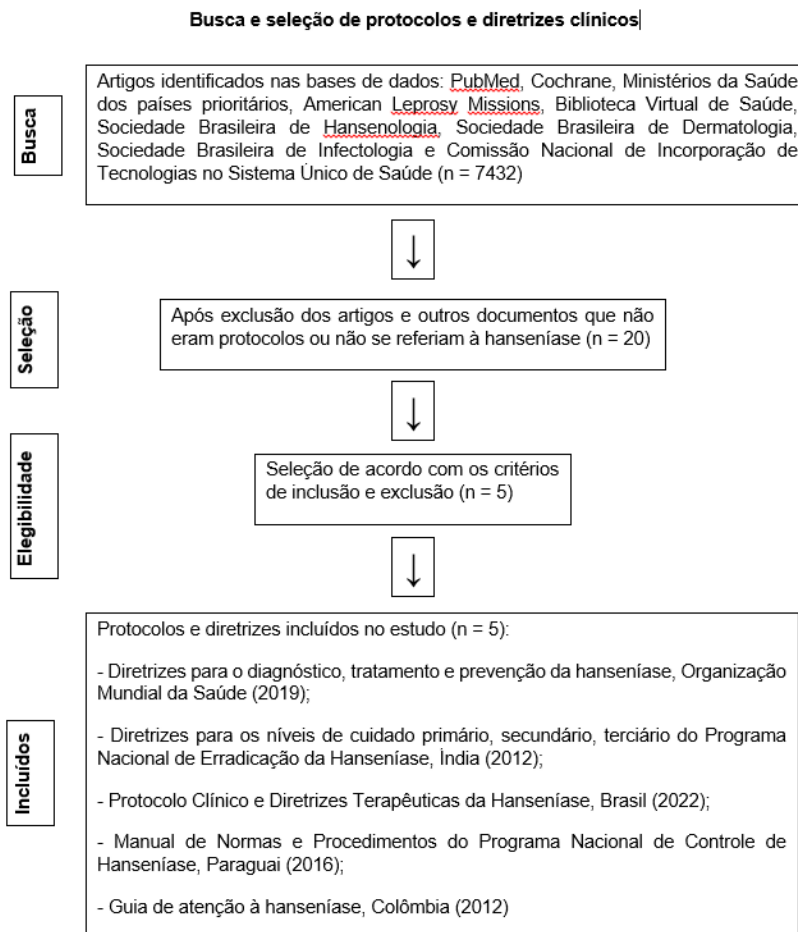 Busca e seleção de protocolos e diretrizes clínicos
Busca
Artigos identificados nas bases de dados: PubMed, Cochrane, Ministérios da Saúde
dos países prioritários, American Leprosy Missions, Biblioteca Virtual de Saúde,
Sociedade Brasileira de Hansenologia, Sociedade Brasileira de Dermatologia,
Sociedade Brasileira de Infectologia e Comissão Nacional de Incorporação de
Tecnologias no Sistema Único de Saúde (n = 7432)
↓
Seleção
Após exclusão dos artigos e outros documentos que não
eram protocolos ou não se referiam à hanseníase (n = 20)
↓
Elegibilidade
Seleção de acordo com os critérios
de inclusão e exclusão (n = 5)
↓
Incluídos
Protocolos e diretrizes incluídos no estudo (n = 5):
- Diretrizes para o diagnóstico, tratamento e prevenção da hanseníase, Organização
Mundial da Saúde (2019);
- Diretrizes para os níveis de cuidado primário, secundário, terciário do Programa
Nacional de Erradicação da Hanseníase, Índia (2012);
- Protocolo Clínico e Diretrizes Terapêuticas da Hanseníase, Brasil (2022);
- Manual de Normas e Procedimentos do Programa Nacional de Controle de
Hanseníase, Paraguai (2016);
- Guia de atenção à hanseníase, Colômbia (2012)